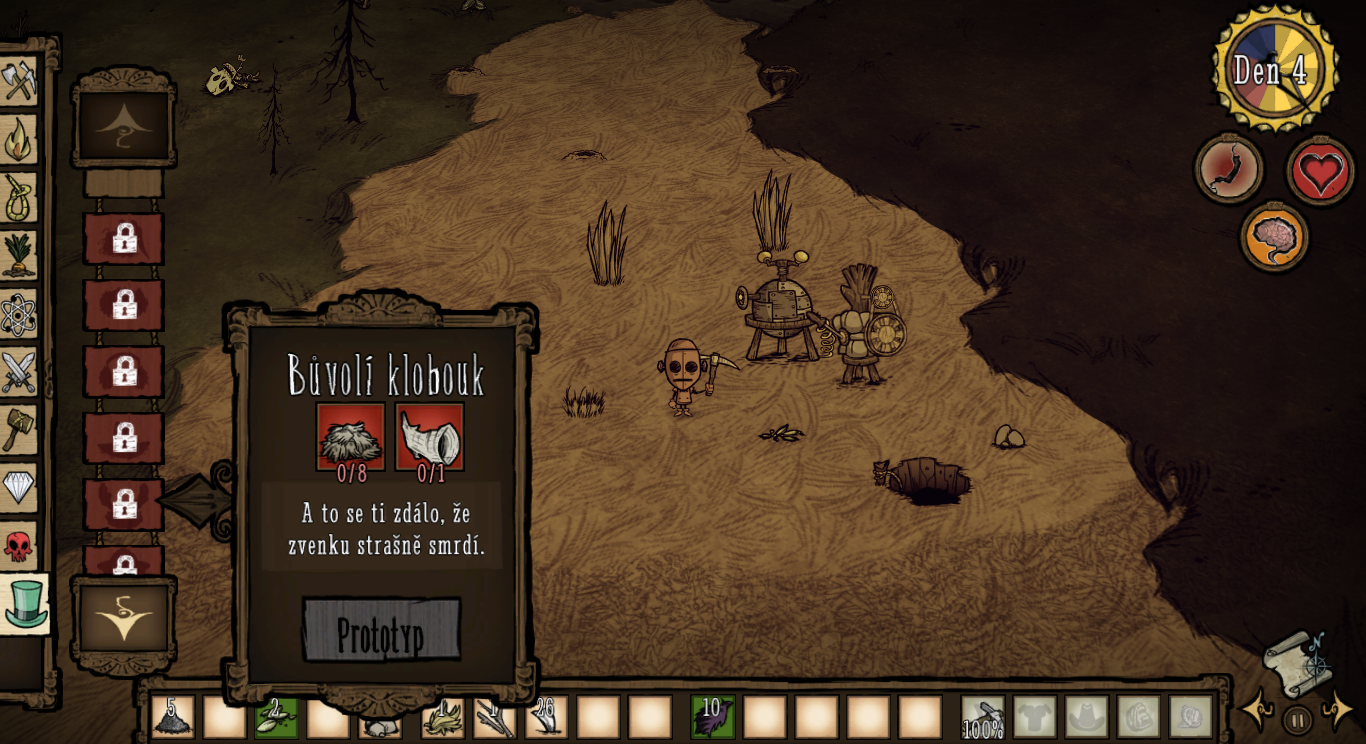 Den 4
Bůvolí klobouk
0/8 0/1
A to se ti zdálo, že
zvenku strašně smrdí.
Prototyp
N
5 2 1 1 26 10 100%